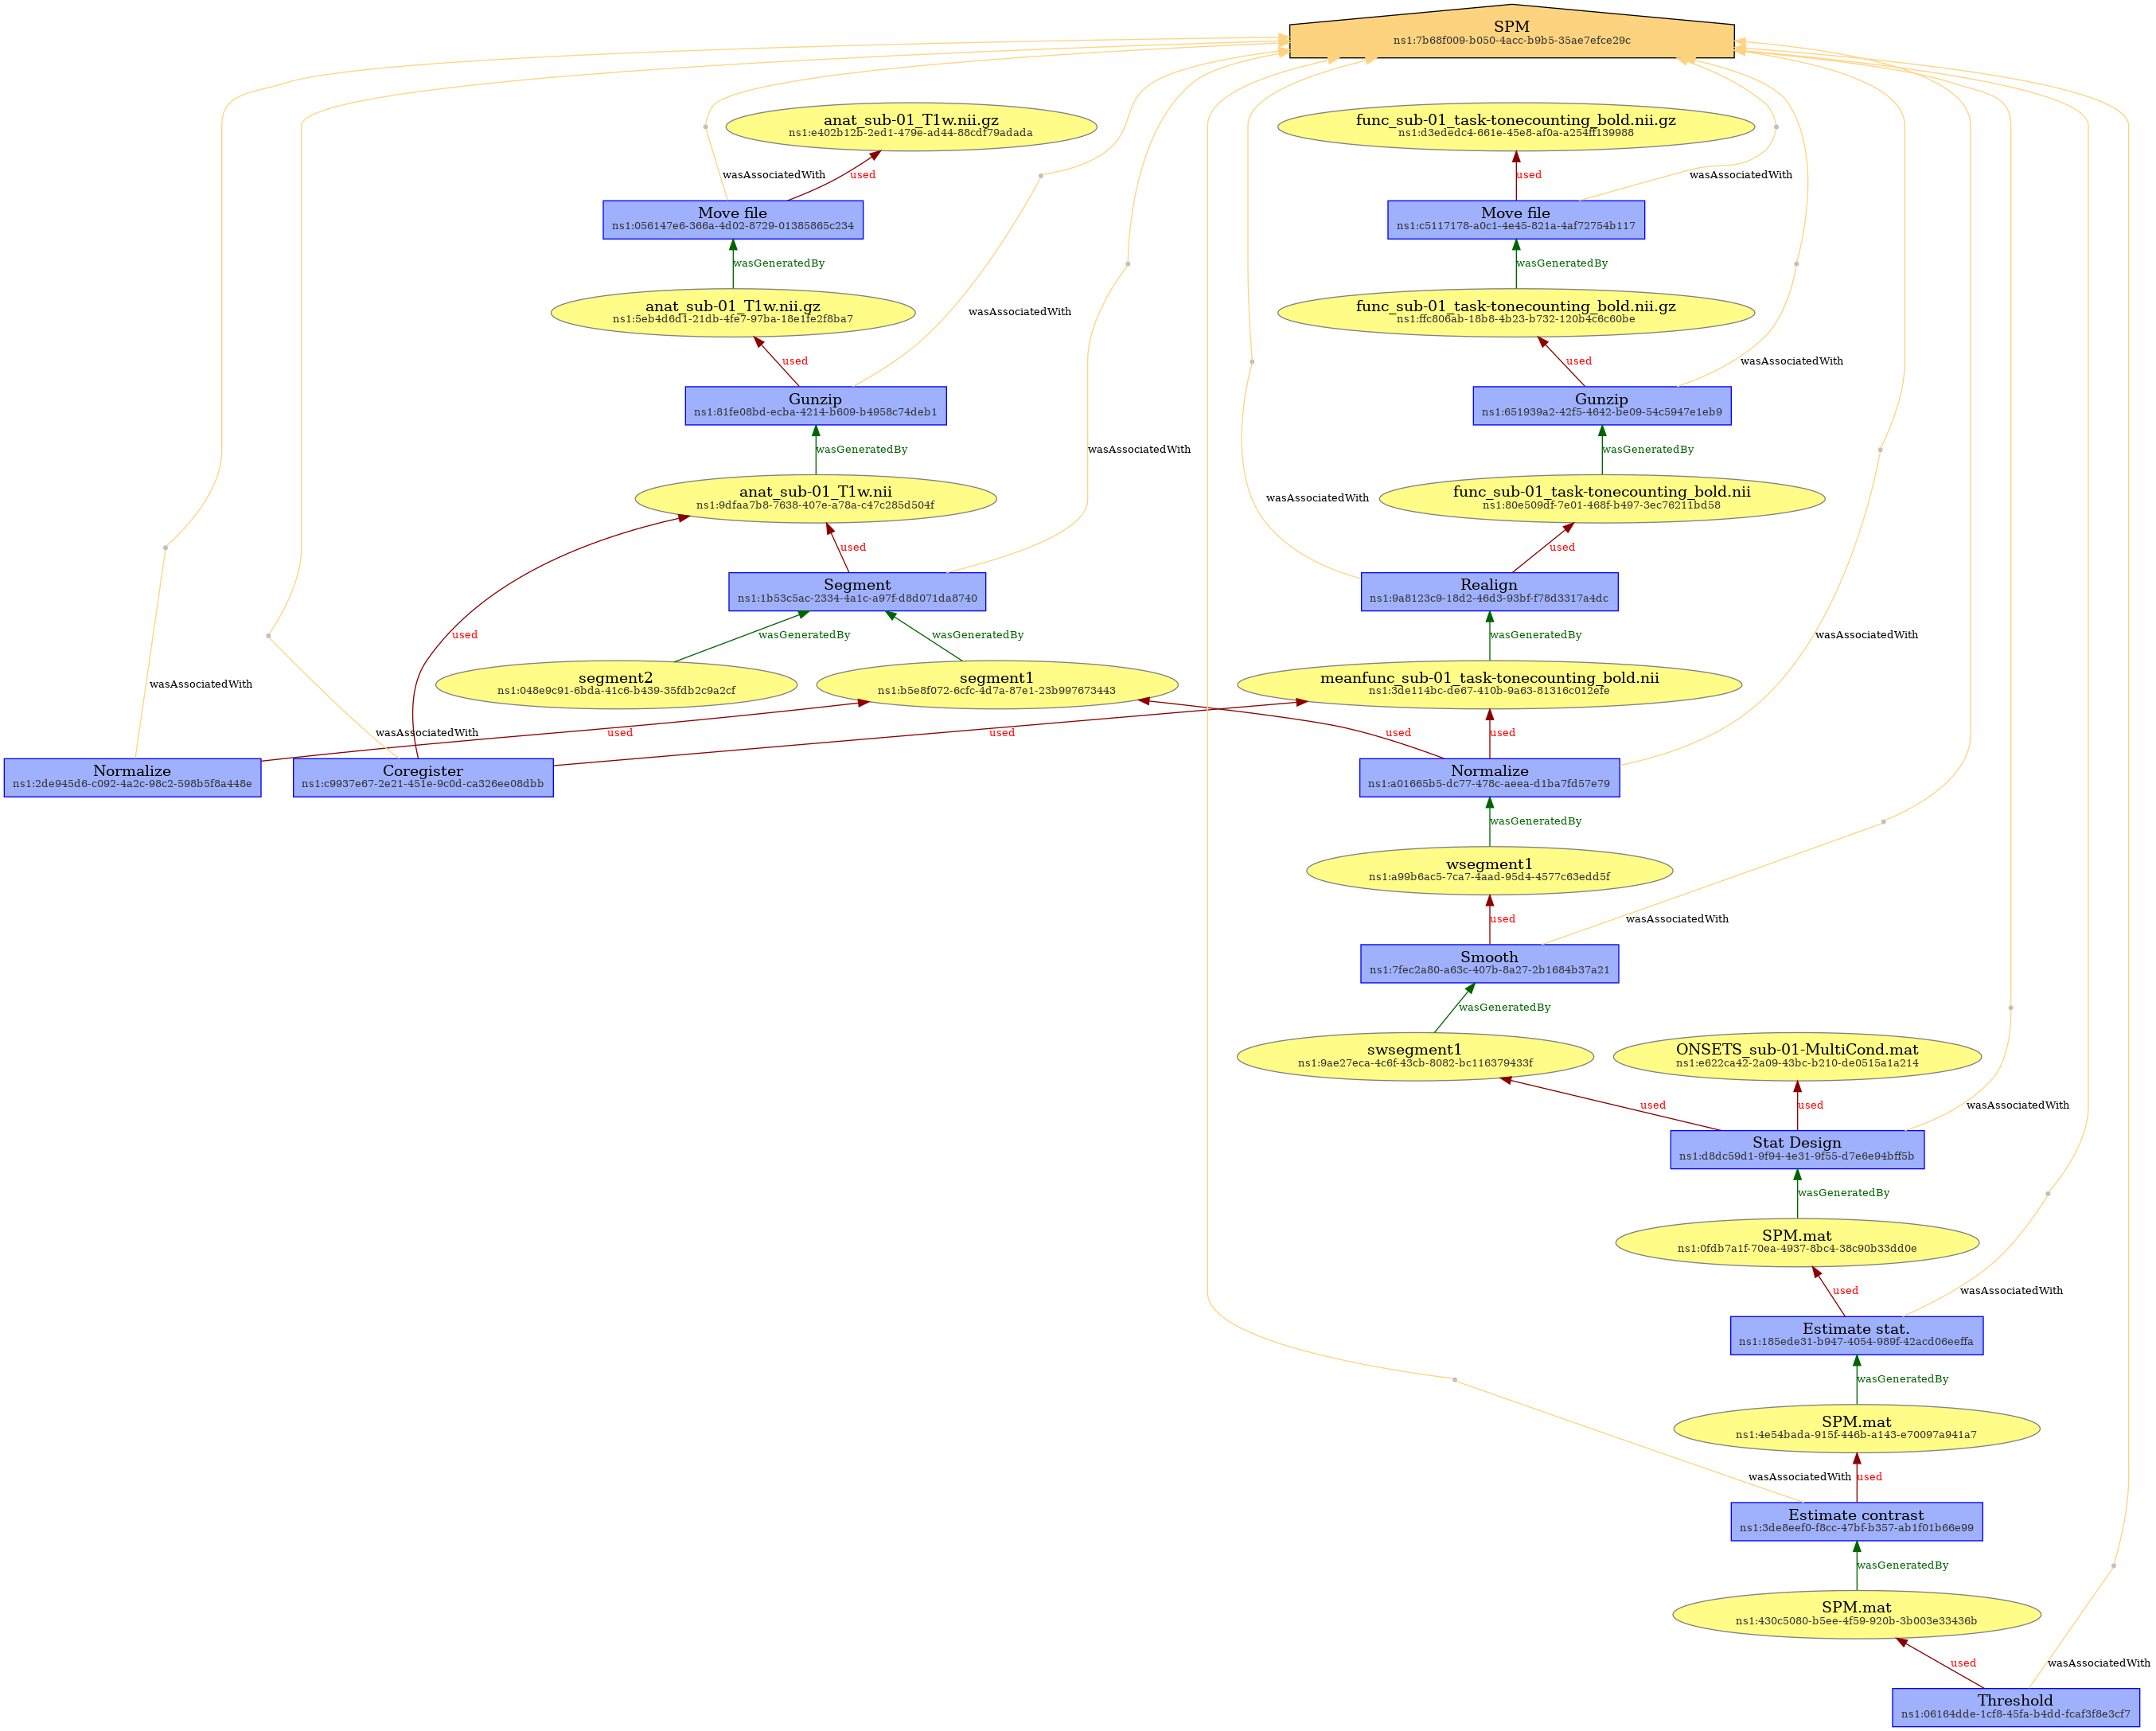 SPM
ns1:7b68f009-b050-4acc-b9b5-35ae7efce29c
anat_sub-01_T1w.nii.gz
ns1:e402b12b-2ed1-479e-ad44-88cdf79adada
func_sub-01_task-tonecounting_bold.nii.gz
ns1:d3ededc4-661e-45e8-af0a-a254ff139988
wasAssociatedWith
used
used
wasAssociatedWith
Move file
ns1:056147e6-366a-4d02-8729-01385865c234
Move file
ns1:c5117178-a0c1-4e45-821a-4af72754b117
wasGeneratedBy
wasGeneratedBy
anat_sub-01_T1w.nii.gz
ns1:5eb4d6d1-21db-4fe7-97ba-18e1fe2f8ba7
wasAssociatedWith
func_sub-01_task-tonecounting_bold.nii.gz
ns1:ffc806ab-18b8-4b23-b732-120b4c6c60be
used
used
wasAssociatedWith
Gunzip
ns1:81fe08bd-ecba-4214-b609-b4958c74deb1
Gunzip
ns1:651939a2-42f5-4642-be09-54c5947e1eb9
wasGeneratedBy
wasAssociatedWith
wasGeneratedBy
anat_sub-01_T1w.nii
ns1:9dfaa7b8-7638-407e-a78a-c47c285d504f
wasAssociatedWith
func_sub-01_task-tonecounting_bold.nii
ns1:80e509df-7e01-468f-b497-3ec76211bd58
used
used
Segment
ns1:1b53c5ac-2334-4a1c-a97f-d8d071da8740
Realign
ns1:9a8123c9-18d2-46d3-93bf-f78d3317a4dc
used
wasGeneratedBy
wasGeneratedBy
wasGeneratedBy
wasAssociatedWith
wasAssociatedWith
segment2
ns1:048e9c91-6bda-41c6-b439-35fdb2c9a2cf
segment1
ns1:b5e8f072-6cfc-4d7a-87e1-23b997673443
meanfunc_sub-01_task-tonecounting_bold.nii
ns1:3de114bc-de67-410b-9a63-81316c012efe
wasAssociatedWith
used
used
used
used
Normalize
ns1:2de945d6-c092-4a2c-98c2-598b5f8a448e
Coregister
ns1:c9937e67-2e21-451e-9c0d-ca326ee08dbb
Normalize
ns1:a01665b5-dc77-478c-aeea-d1ba7fd57e79
wasGeneratedBy
wsegment1
ns1:a99b6ac5-7ca7-4aad-95d4-4577c63edd5f
used
wasAssociatedWith
Smooth
ns1:7fec2a80-a63c-407b-8a27-2b1684b37a21
wasGeneratedBy
swsegment1
ns1:9ae27eca-4c6f-43cb-8082-bc116379433f
ONSETS_sub-01-MultiCond.mat
ns1:e622ca42-2a09-43bc-b210-de0515a1a214
used
used
wasAssociatedWith
Stat Design
ns1:d8dc59d1-9f94-4e31-9f55-d7e6e94bff5b
wasGeneratedBy
SPM.mat
ns1:0fdb7a1f-70ea-4937-8bc4-38c90b33dd0e
used
wasAssociatedWith
Estimate stat.
ns1:185ede31-b947-4054-989f-42acd06eeffa
wasGeneratedBy
SPM.mat
ns1:4e54bada-915f-446b-a143-e70097a941a7
wasAssociatedWith
used
Estimate contrast
ns1:3de8eef0-f8cc-47bf-b357-ab1f01b66e99
wasGeneratedBy
SPM.mat
ns1:430c5080-b5ee-4f59-920b-3b003e33436b
used
wasAssociatedWith
Threshold
ns1:06164dde-1cf8-45fa-b4dd-fcaf3f8e3cf7